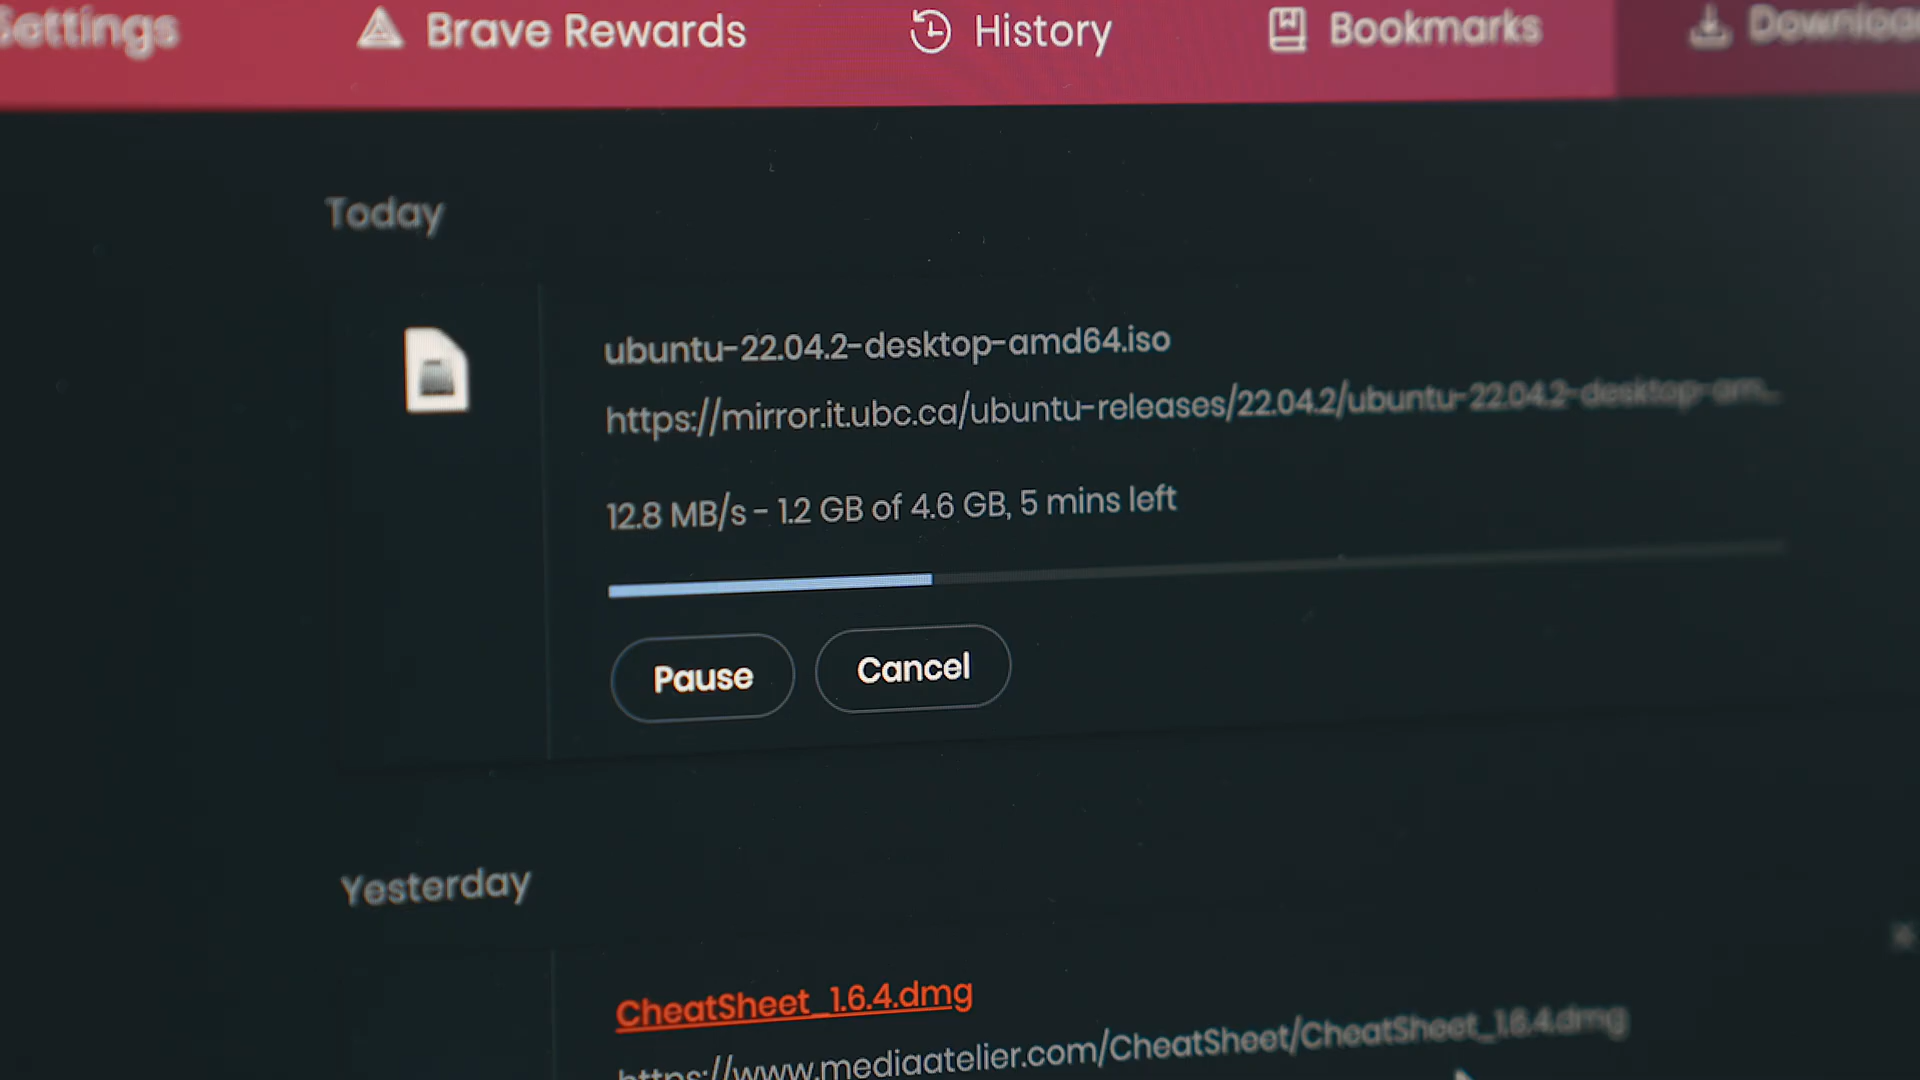 Settings
Brave Rewards
History
Bookmarks
Today
ubuntu-22.04.2-desktop-amd64.iso
https://mirror.it.ubc.ca/ubuntu-releases/22.04.2/ubuntu-22.04.2-desktop-am...
12.8 MB/s - 1.2 GB of 4.6 GB, 5 mins left
Pause
Cancel
Yesterday
CheatSheet_1.6.4.dmg
https://www.mediaatelier.com/CheatSheet/CheatSheet_1.6.4.dmg